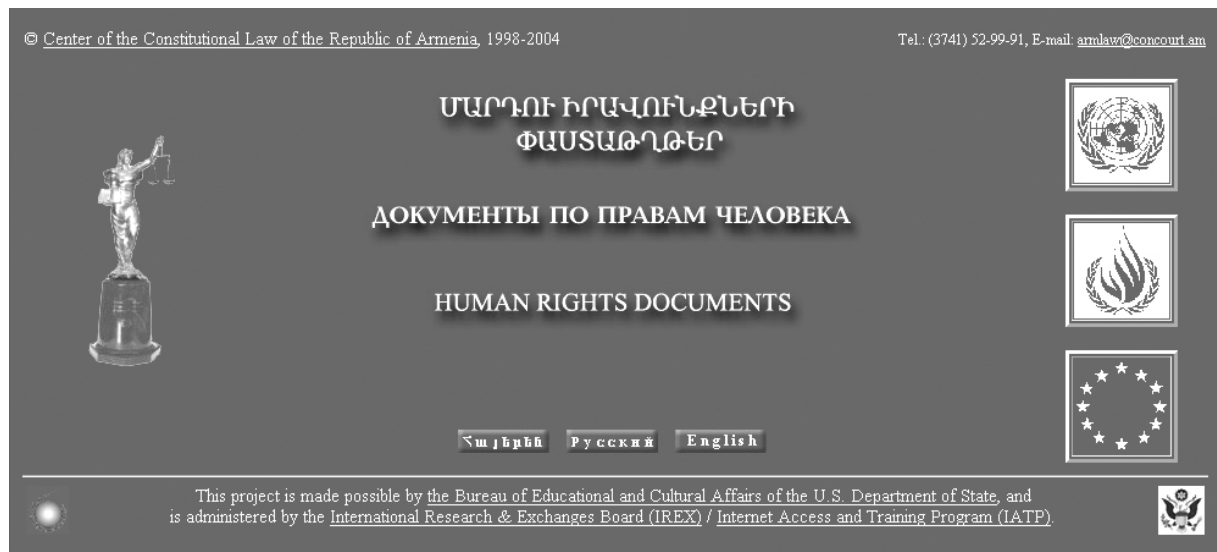 © Center of the Constitutional Law of the Republic of Armenia, 1998-2004
Tel.: (3741) 52-99-91, E-mail: armlaw@concourt.am
ՄԱՐԴՈՒ ԻՐԱՎՈՒՆՔՆԵՐԻ
ՓԱՍՏԱԹՂԹԵՐ
ДОКУМЕНТЫ ПО ПРАВАМ ЧЕЛОВЕКА
HUMAN RIGHTS DOCUMENTS
Հայերեն Русский English
This project is made possible by the Bureau of Educational and Cultural Affairs of the U.S. Department of State, and
is administered by the International Research & Exchanges Board (IREX) / Internet Access and Training Program (IATP).